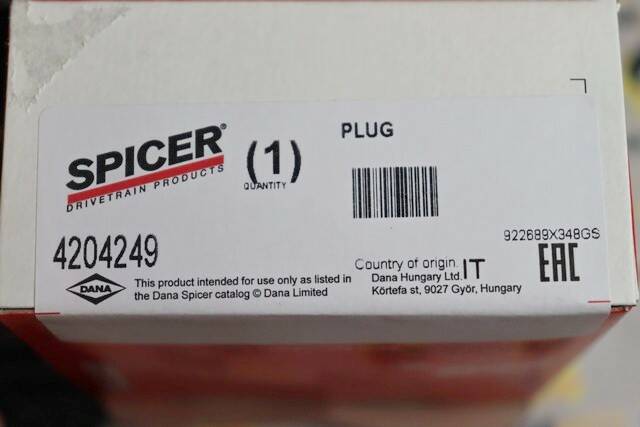 SPICER®
DRIVETRAIN PRODUCTS
(1)
QUANTITY
PLUG
4204249
922689X348GS
DANA
This product intended for use only as listed in
the Dana Spicer catalog © Dana Limited
Country of origin IT
Dana Hungary Ltd.
Körtefa st, 9027 Győr, Hungary
EAC